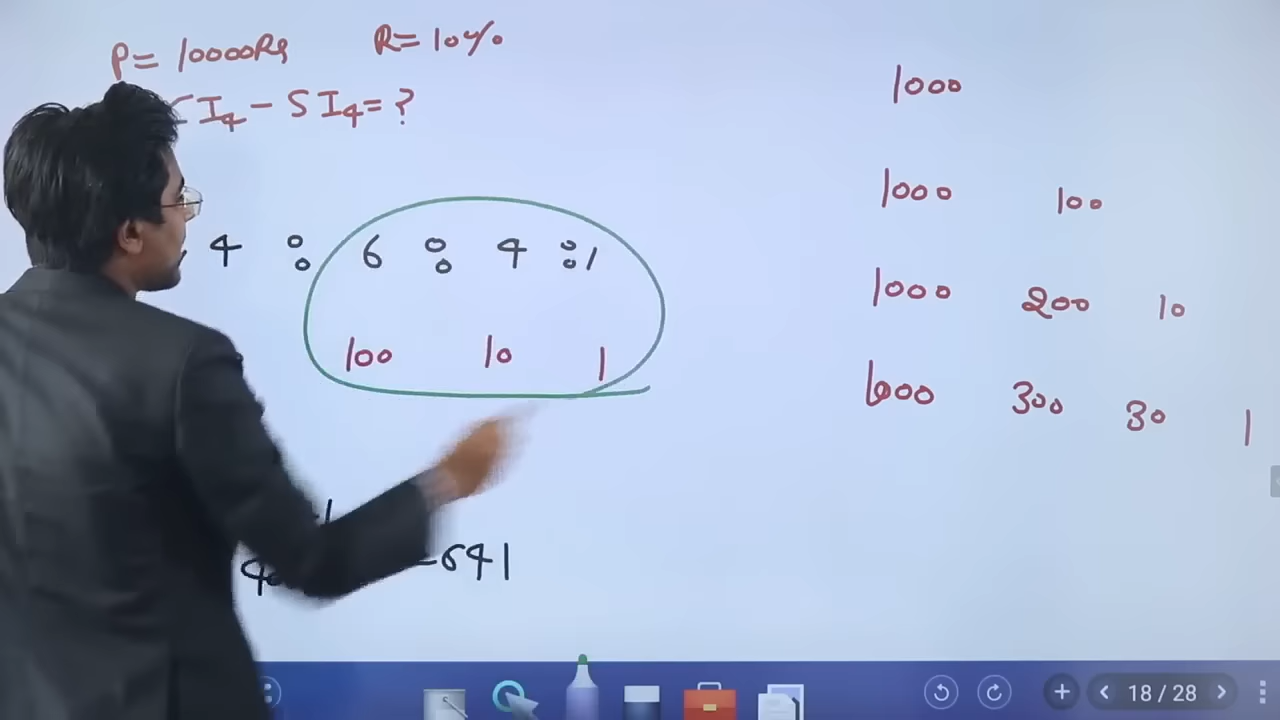 P= 10000Rs R= 10%
CI4 - SI4= ?
4 : 6 : 4 : 1
100 10 1
641
1000
1000 100
1000 200 10
1000 300 30 1
18 / 28